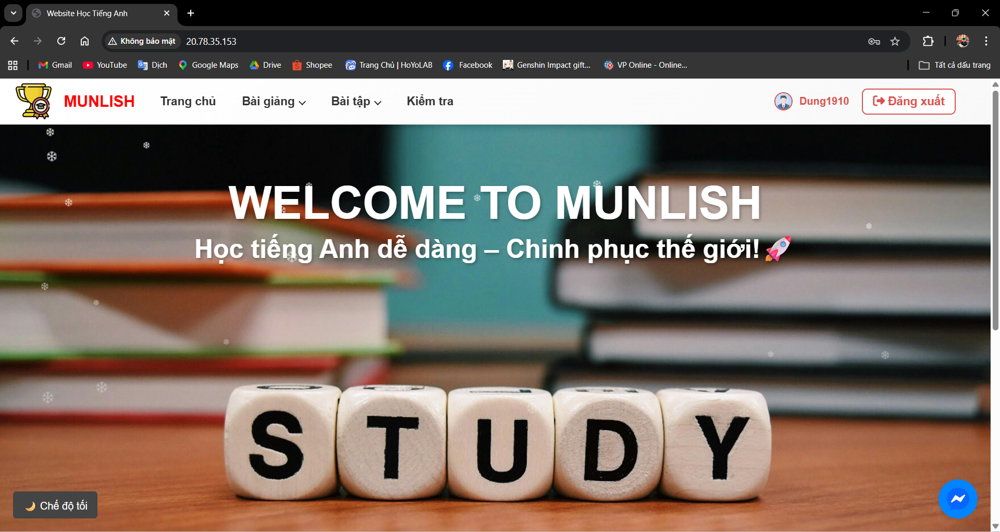 Website Học Tiếng Anh
Không bảo mật 20.78.35.153
Gmail YouTube Dịch Google Maps Drive Shopee Trang Chủ | HoYoLAB Facebook Genshin Impact gift... VP Online - Online... Tất cả dấu trang
MUNLISH Trang chủ Bài giảng Bài tập Kiểm tra Dung1910 Đăng xuất
WELCOME TO MUNLISH
Học tiếng Anh dễ dàng – Chinh phục thế giới! 🚀
STUDY
🌙 Chế độ tối